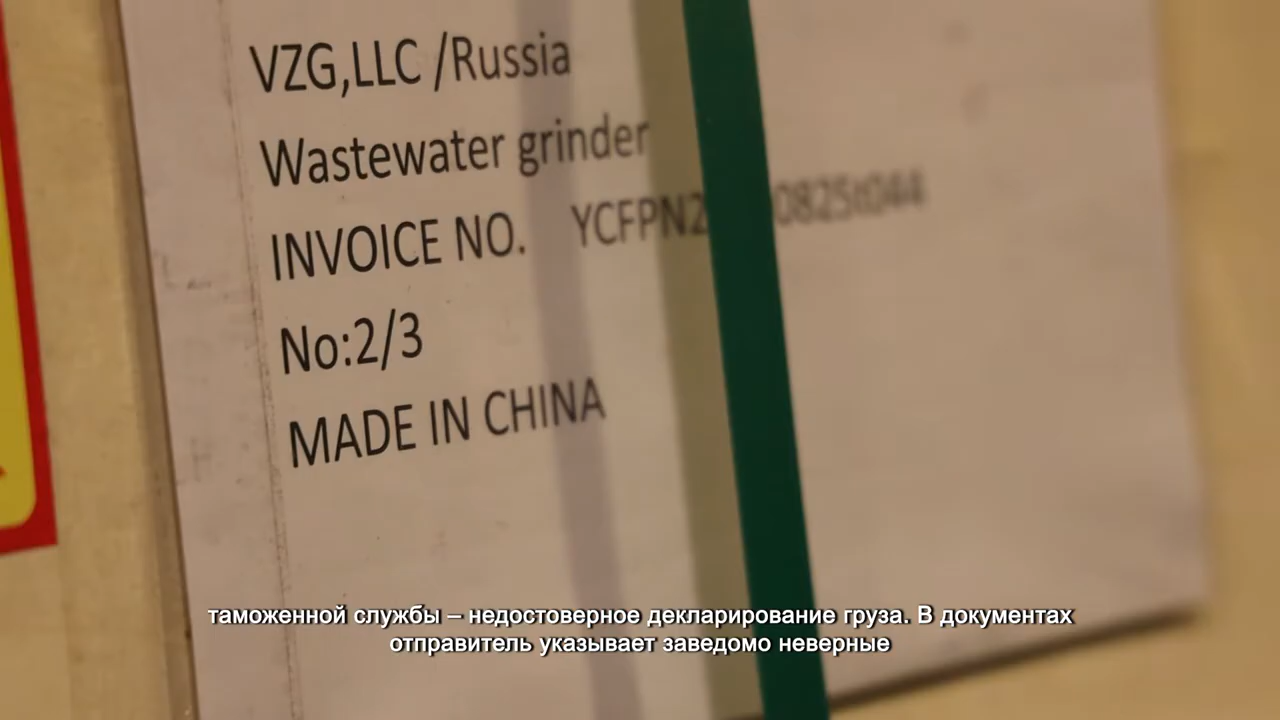 VZG,LLC /Russia
Wastewater grinder
INVOICE NO.
No:2/3
MADE IN CHINA
таможенной службы – недостоверное декларирование груза. В документах
отправитель указывает заведомо неверные